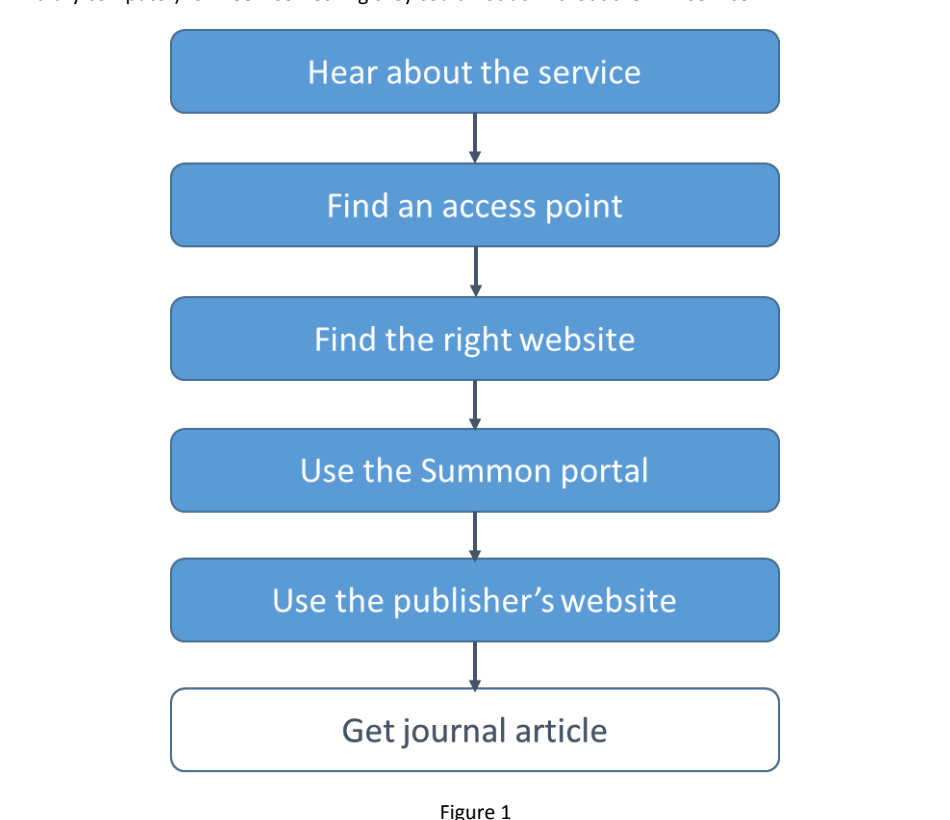 Hear about the service
Find an access point
Find the right website
Use the Summon portal
Use the publisher's website
Get journal article
Figure 1